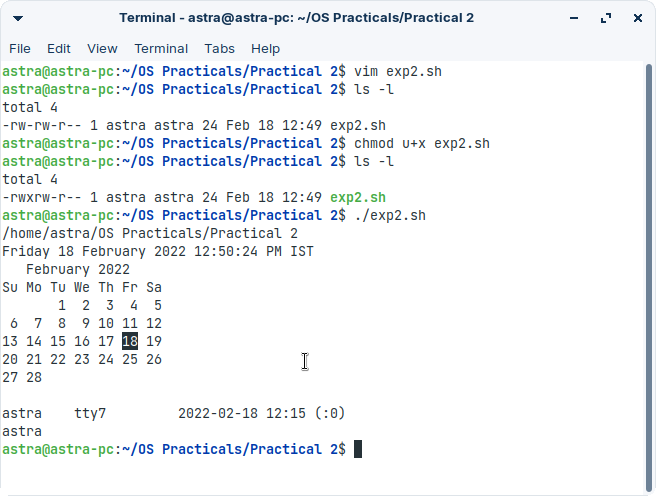 Terminal - astra@astra-pc: ~/OS Practicals/Practical 2
File Edit View Terminal Tabs Help
astra@astra-pc:~/OS Practicals/Practical 2$ vim exp2.sh
astra@astra-pc:~/OS Practicals/Practical 2$ ls -l
total 4
-rw-rw-r-- 1 astra astra 24 Feb 18 12:49 exp2.sh
astra@astra-pc:~/OS Practicals/Practical 2$ chmod u+x exp2.sh
astra@astra-pc:~/OS Practicals/Practical 2$ ls -l
total 4
-rwxrw-r-- 1 astra astra 24 Feb 18 12:49 exp2.sh
astra@astra-pc:~/OS Practicals/Practical 2$ ./exp2.sh
/home/astra/OS Practicals/Practical 2
Friday 18 February 2022 12:50:24 PM IST
   February 2022
Su Mo Tu We Th Fr Sa
       1  2  3  4  5
 6  7  8  9 10 11 12
13 14 15 16 17 18 19
20 21 22 23 24 25 26
27 28
astra    tty7         2022-02-18 12:15 (:0)
astra
astra@astra-pc:~/OS Practicals/Practical 2$